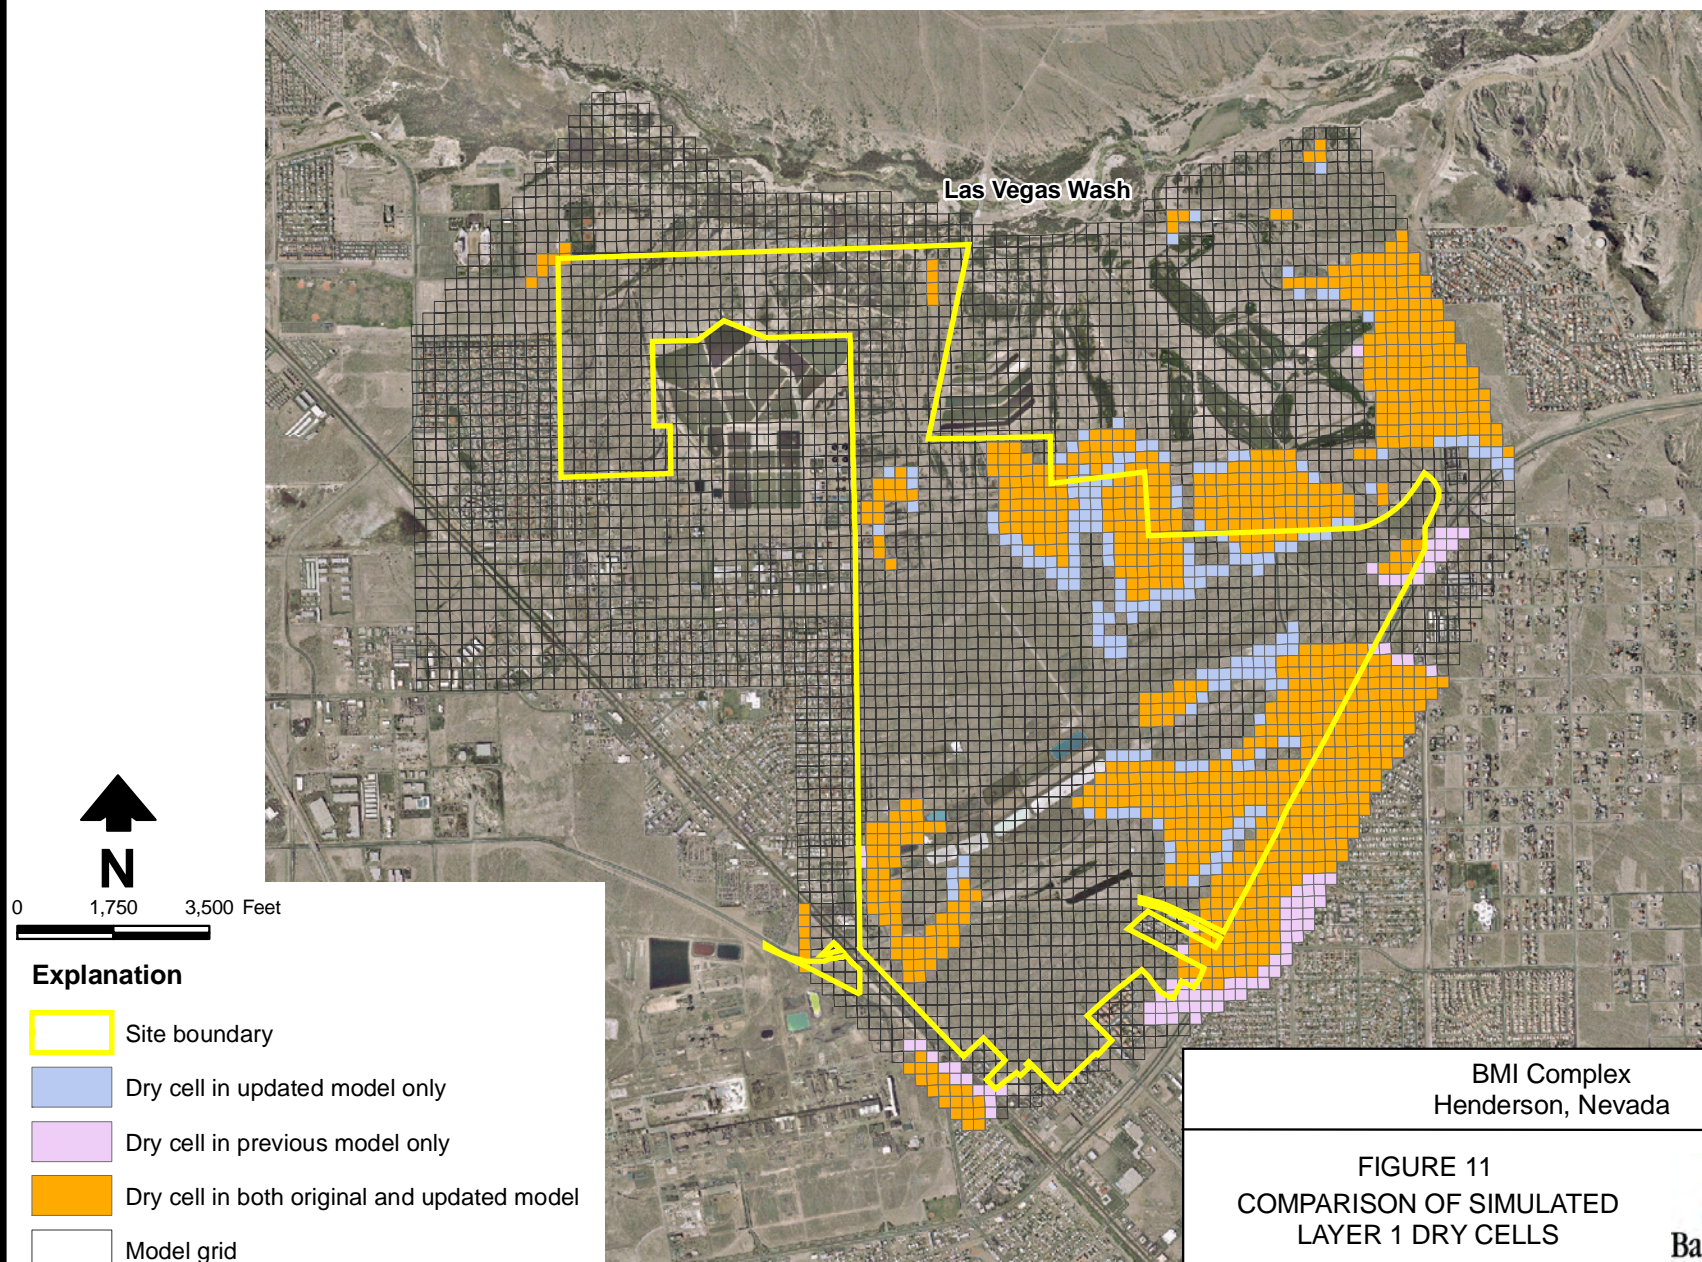 Las Vegas Wash
N
0 1,750 3,500 Feet
Explanation
Site boundary
Dry cell in updated model only
Dry cell in previous model only
Dry cell in both original and updated model
Model grid
BMI Complex
Henderson, Nevada
FIGURE 11
COMPARISON OF SIMULATED
LAYER 1 DRY CELLS
Ba